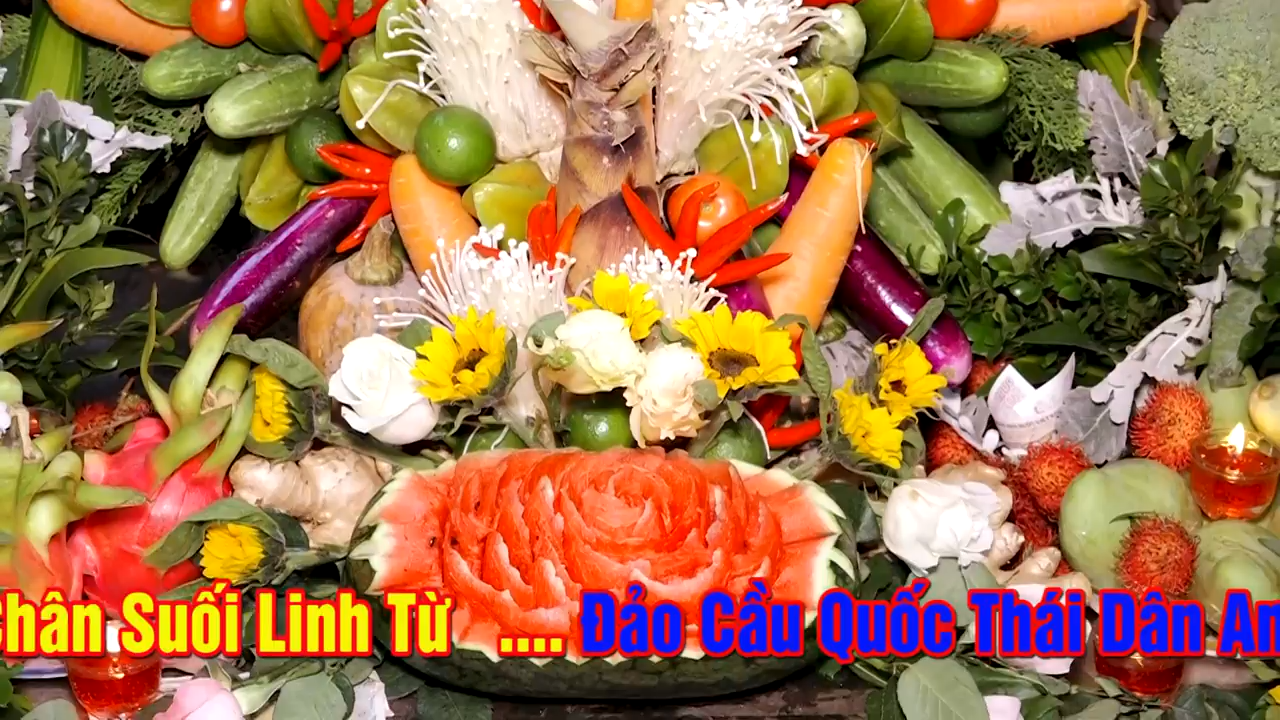 Chân Suối Linh Từ .... Đảo Cầu Quốc Thái Dân An